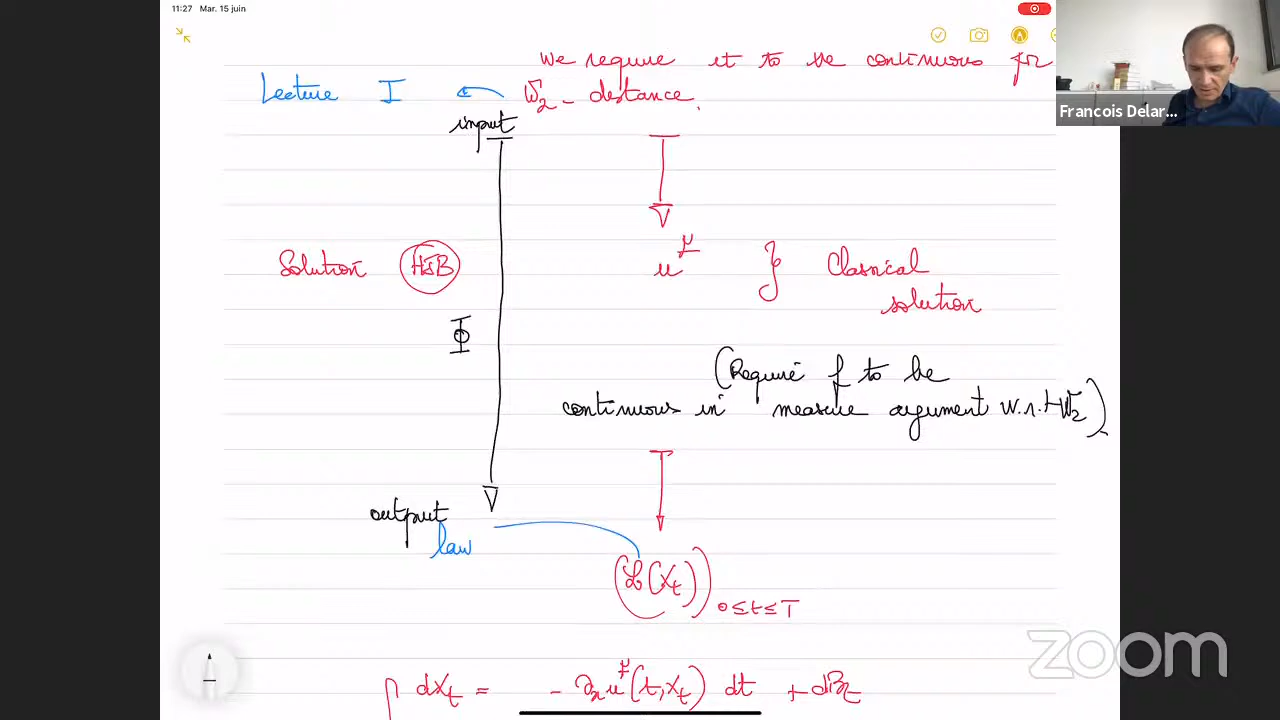 11:27 Mar. 15 juin
We require it to be continuous for
Lecture I W₂ - distance.
input
Francois Delar...
Solution HJB u^μ } Classical
solution
Φ
(Require f to be
continuous in measure argument w.r.t W₂)
output
law
(ℒ(X_t))_{0≤t≤T}
zoom
dX_t = - ∂_x u^μ(t,X_t) dt + dB_t